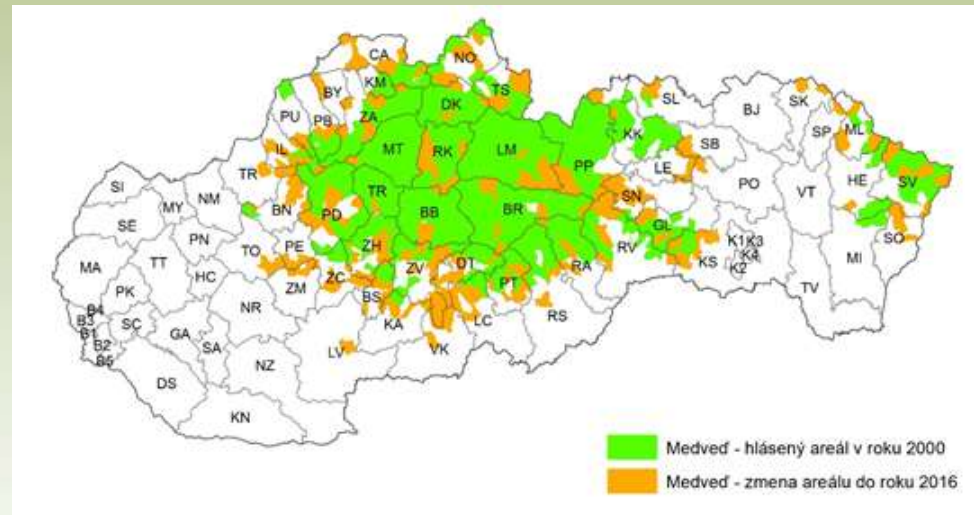 CA
NO
KM
BY
TS
DK
SL
PU
PB
ZA
BJ
SK
SP
ML
KK
IL
MT
RK
LM
SB
TR
PP
LE
HE
SV
SI
NM
TR
SN
PO
VT
MY
BN
PD
BB
BR
SE
GL
SO
PN
TO
PE
ZH
RV
K1
K3
K4
K2
MA
TT
HC
ZV
DT
KS
MI
ZM
ZC
RA
PT
PK
BS
TV
NR
KA
LC
RS
B4
B3
SC
B1
GA
SA
LV
VK
B2
B5
NZ
DS
KN
Medveď - hlásený areál v roku 2000
Medveď - zmena areálu do roku 2016